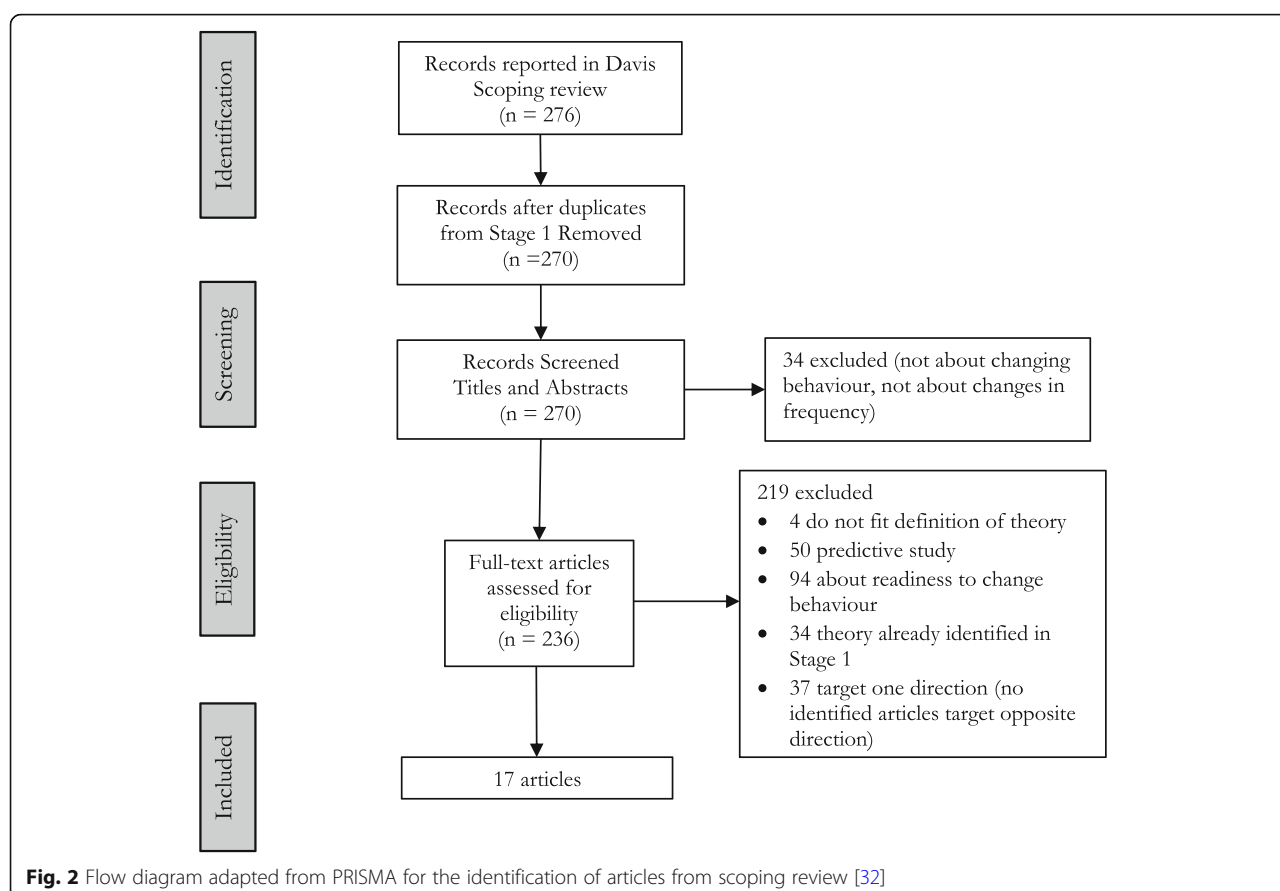 Identification
Records reported in Davis
Scoping review
(n = 276)
Records after duplicates
from Stage 1 Removed
(n =270)
Screening
Records Screened
Titles and Abstracts
(n = 270)
34 excluded (not about changing
behaviour, not about changes in
frequency)
Eligibility
Full-text articles
assessed for
eligibility
(n = 236)
219 excluded
• 4 do not fit definition of theory
• 50 predictive study
• 94 about readiness to change
behaviour
• 34 theory already identified in
Stage 1
• 37 target one direction (no
identified articles target opposite
direction)
Included
17 articles
Fig. 2 Flow diagram adapted from PRISMA for the identification of articles from scoping review [32]